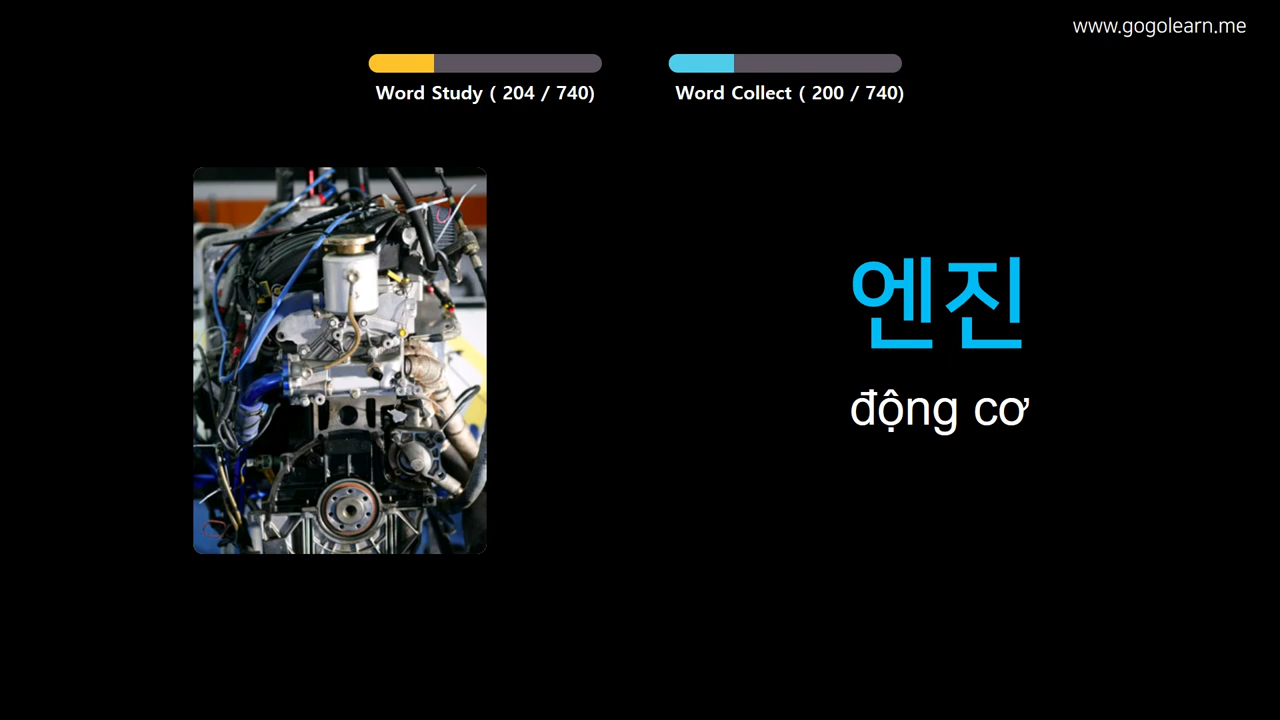 www.gogolearn.me
Word Study ( 204 / 740)
Word Collect ( 200 / 740)
엔진
động cơ